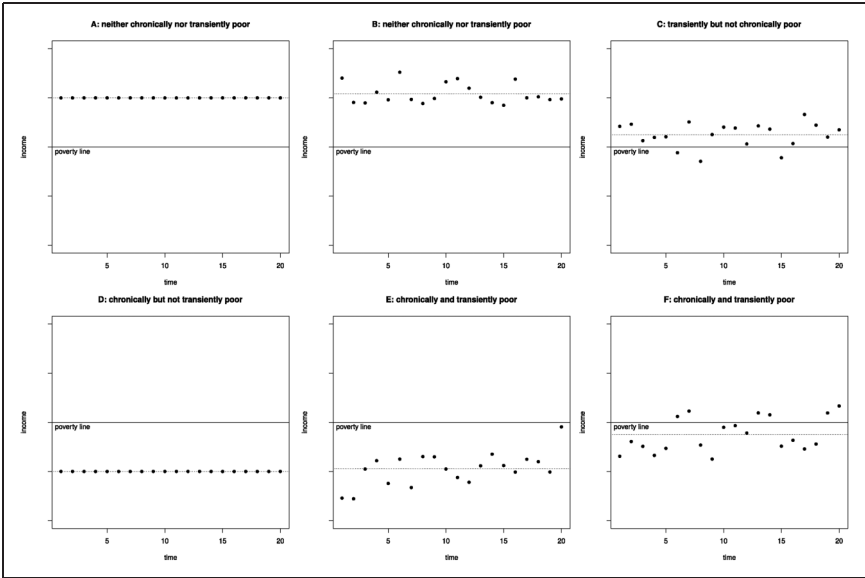 A: neither chronically nor transiently poor
income
poverty line
5 10 15 20
time
B: neither chronically nor transiently poor
income
poverty line
5 10 15 20
time
C: transiently but not chronically poor
income
poverty line
5 10 15 20
time
D: chronically but not transiently poor
income
poverty line
5 10 15 20
time
E: chronically and transiently poor
income
poverty line
5 10 15 20
time
F: chronically and transiently poor
income
poverty line
5 10 15 20
time